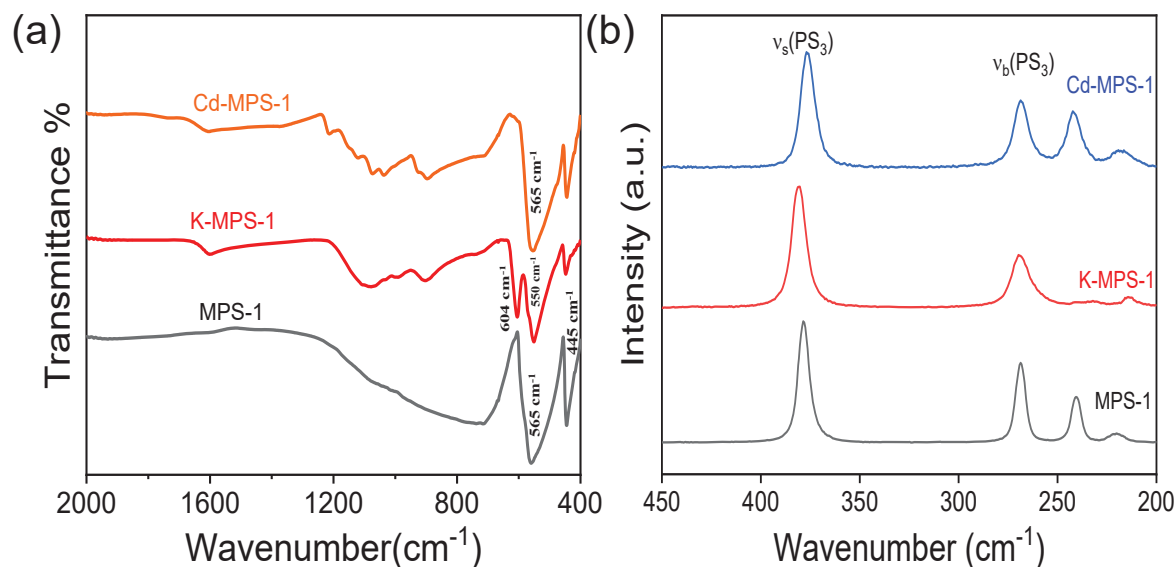 (a)
Transmittance %
Cd-MPS-1
K-MPS-1
MPS-1
565 cm⁻¹
604 cm⁻¹
550 cm⁻¹
445 cm⁻¹
565 cm⁻¹
2000 1600 1200 800 400
Wavenumber(cm⁻¹)
(b)
Intensity (a.u.)
νₛ(PS₃)
ν_b(PS₃)
Cd-MPS-1
K-MPS-1
MPS-1
450 400 350 300 250 200
Wavenumber (cm⁻¹)